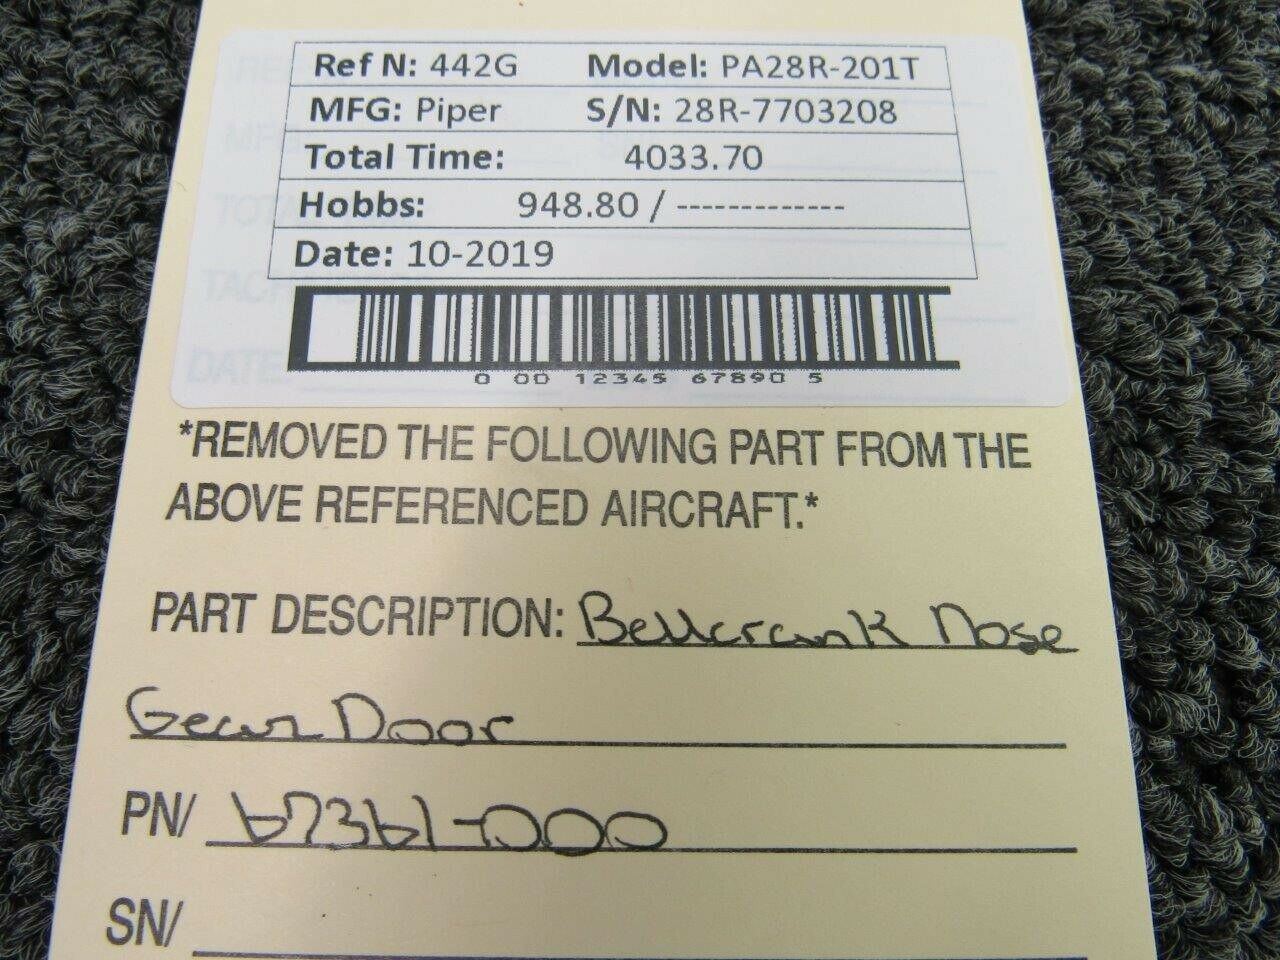 Ref N: 442G Model: PA28R-201T
MFG: Piper S/N: 28R-7703208
Total Time: 4033.70
Hobbs: 948.80 / -------------
Date: 10-2019
0 00 12345 67890 5
*REMOVED THE FOLLOWING PART FROM THE
ABOVE REFERENCED AIRCRAFT.*
PART DESCRIPTION: Bellcrank Nose
Gear Door
PN/ 67361-000
SN/